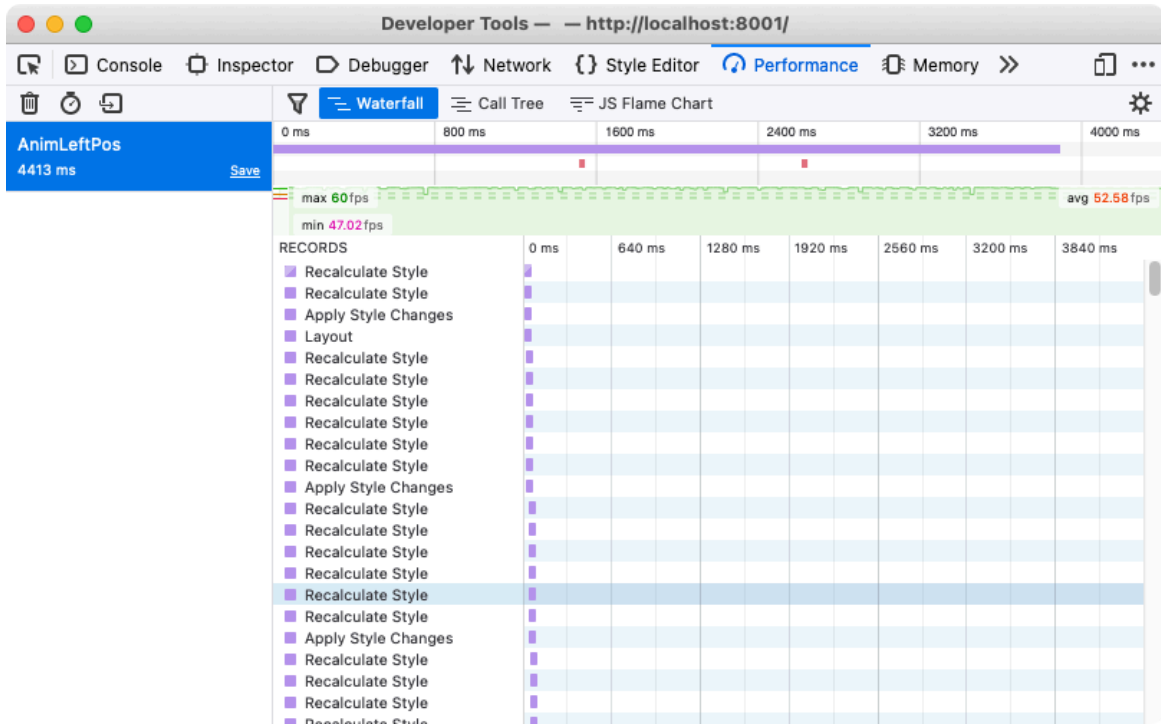 Developer Tools — — http://localhost:8001/
Console Inspector Debugger Network Style Editor Performance Memory
Waterfall Call Tree JS Flame Chart
AnimLeftPos
4413 ms Save
0 ms 800 ms 1600 ms 2400 ms 3200 ms 4000 ms
max 60fps avg 52.58fps
min 47.02fps
RECORDS 0 ms 640 ms 1280 ms 1920 ms 2560 ms 3200 ms 3840 ms
Recalculate Style
Recalculate Style
Apply Style Changes
Layout
Recalculate Style
Recalculate Style
Recalculate Style
Recalculate Style
Recalculate Style
Recalculate Style
Apply Style Changes
Recalculate Style
Recalculate Style
Recalculate Style
Recalculate Style
Recalculate Style
Recalculate Style
Apply Style Changes
Recalculate Style
Recalculate Style
Recalculate Style
Recalculate Style